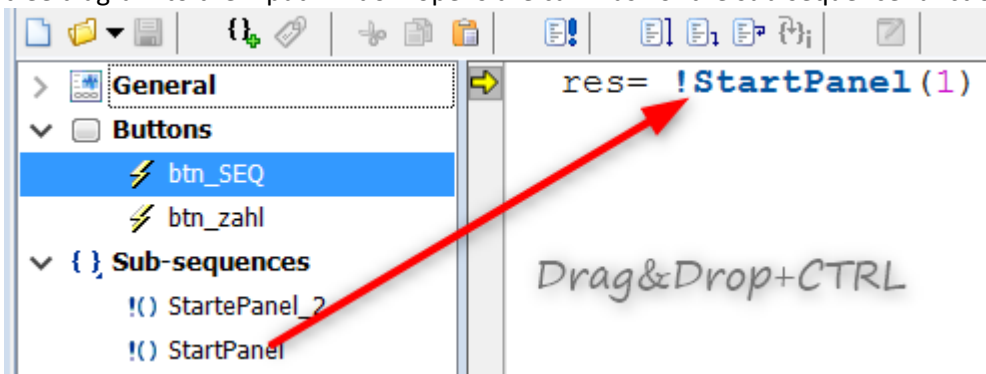 General
Buttons
btn_SEQ
btn_zahl
{ } Sub-sequences
!() StartePanel_2
!() StartPanel
res= !StartPanel(1)
Drag&Drop+CTRL